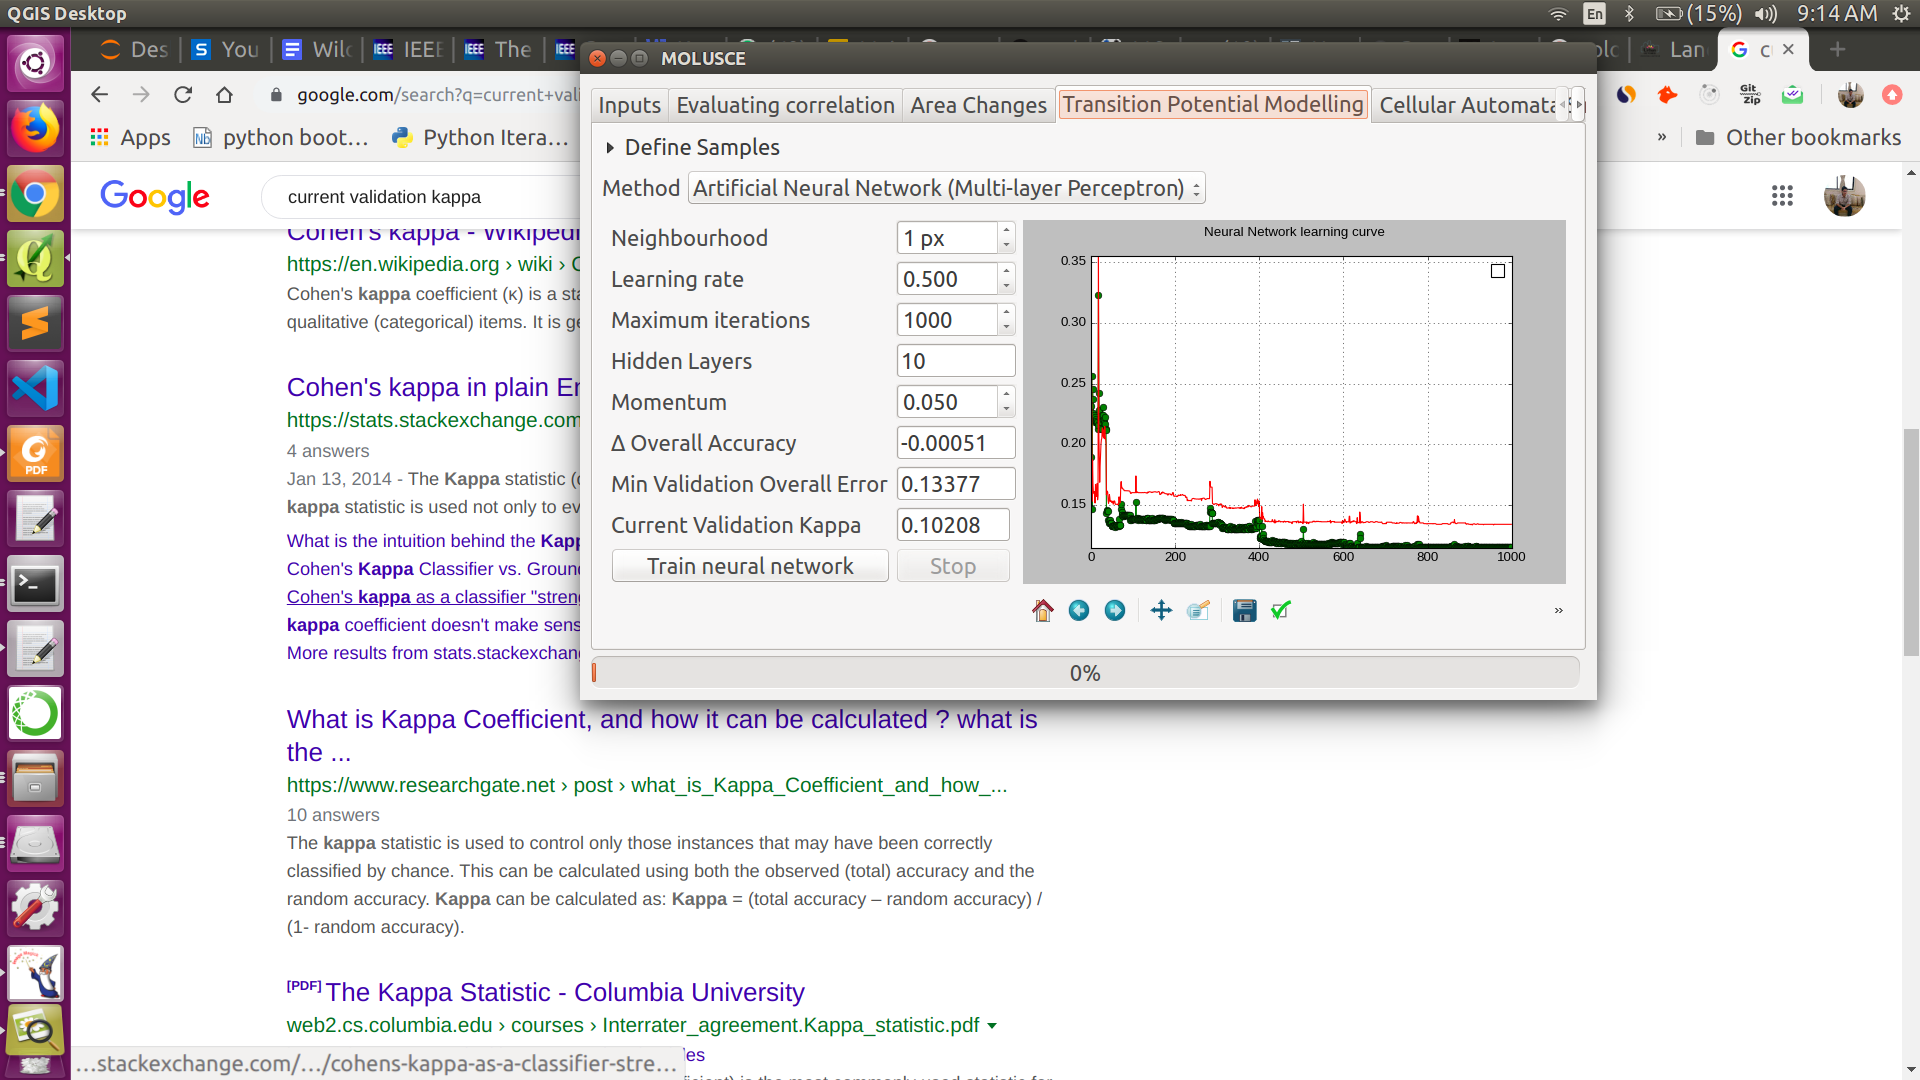 QGIS Desktop
En
(15%)
9:14 AM
Des
You
IEEE
IEEE
The
IEEE
Lan
MOLUSCE
google.com/search?q=current+vali
Git
Zip
Apps
python boot...
Python Itera...
»
Other bookmarks
Inputs
Evaluating correlation
Area Changes
Transition Potential Modelling
Cellular Automata
Define Samples
Method
Artificial Neural Network (Multi-layer Perceptron)
Neighbourhood
1 px
Learning rate
0.500
Maximum iterations
1000
Hidden Layers
10
Momentum
0.050
Δ Overall Accuracy
-0.00051
Min Validation Overall Error
0.13377
Current Validation Kappa
0.10208
Train neural network
Stop
Neural Network learning curve
0.35
0.30
0.25
0.20
0.15
0
200
400
600
800
1000
»
0%
Google
current validation kappa
Cohen's kappa - Wikipedi
https://en.wikipedia.org › wiki › C
Cohen's kappa coefficient (κ) is a sta
qualitative (categorical) items. It is ge
Cohen's kappa in plain En
https://stats.stackexchange.com
4 answers
Jan 13, 2014 - The Kappa statistic (o
kappa statistic is used not only to ev
What is the intuition behind the Kapp
Cohen's Kappa Classifier vs. Groun
Cohen's kappa as a classifier "streng
kappa coefficient doesn't make sens
More results from stats.stackexchan
What is Kappa Coefficient, and how it can be calculated ? what is
the ...
https://www.researchgate.net › post › what_is_Kappa_Coefficient_and_how_...
10 answers
The kappa statistic is used to control only those instances that may have been correctly
classified by chance. This can be calculated using both the observed (total) accuracy and the
random accuracy. Kappa can be calculated as: Kappa = (total accuracy – random accuracy) /
(1- random accuracy).
[PDF] The Kappa Statistic - Columbia University
web2.cs.columbia.edu › courses › Interrater_agreement.Kappa_statistic.pdf
les
...stackexchange.com/.../cohens-kappa-as-a-classifier-stre...
PDF